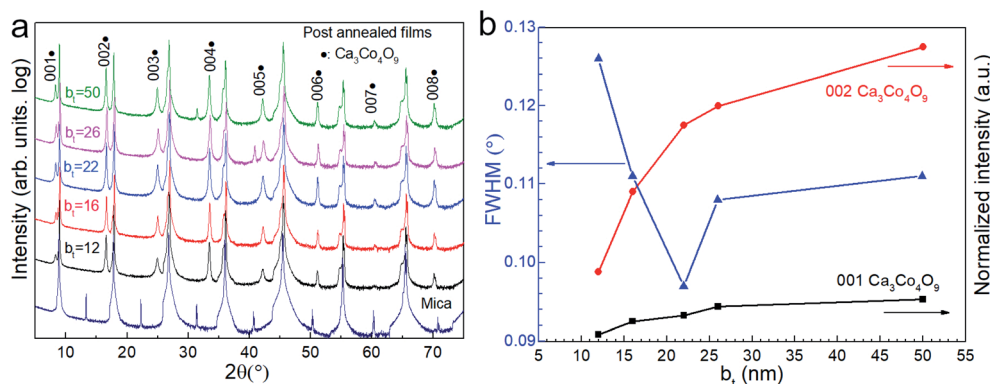 a
Post annealed films
●: Ca₃Co₄O₉
001●
002●
003●
004●
005●
006●
007●
008●
bₜ=50
bₜ=26
bₜ=22
bₜ=16
bₜ=12
Mica
Intensity (arb. units. log)
10 20 30 40 50 60 70
2θ(°)
b
0.13
0.12
0.11
0.10
0.09
FWHM (°)
002 Ca₃Co₄O₉
001 Ca₃Co₄O₉
Normalized intensity (a.u.)
5 10 15 20 25 30 35 40 45 50 55
bₜ (nm)